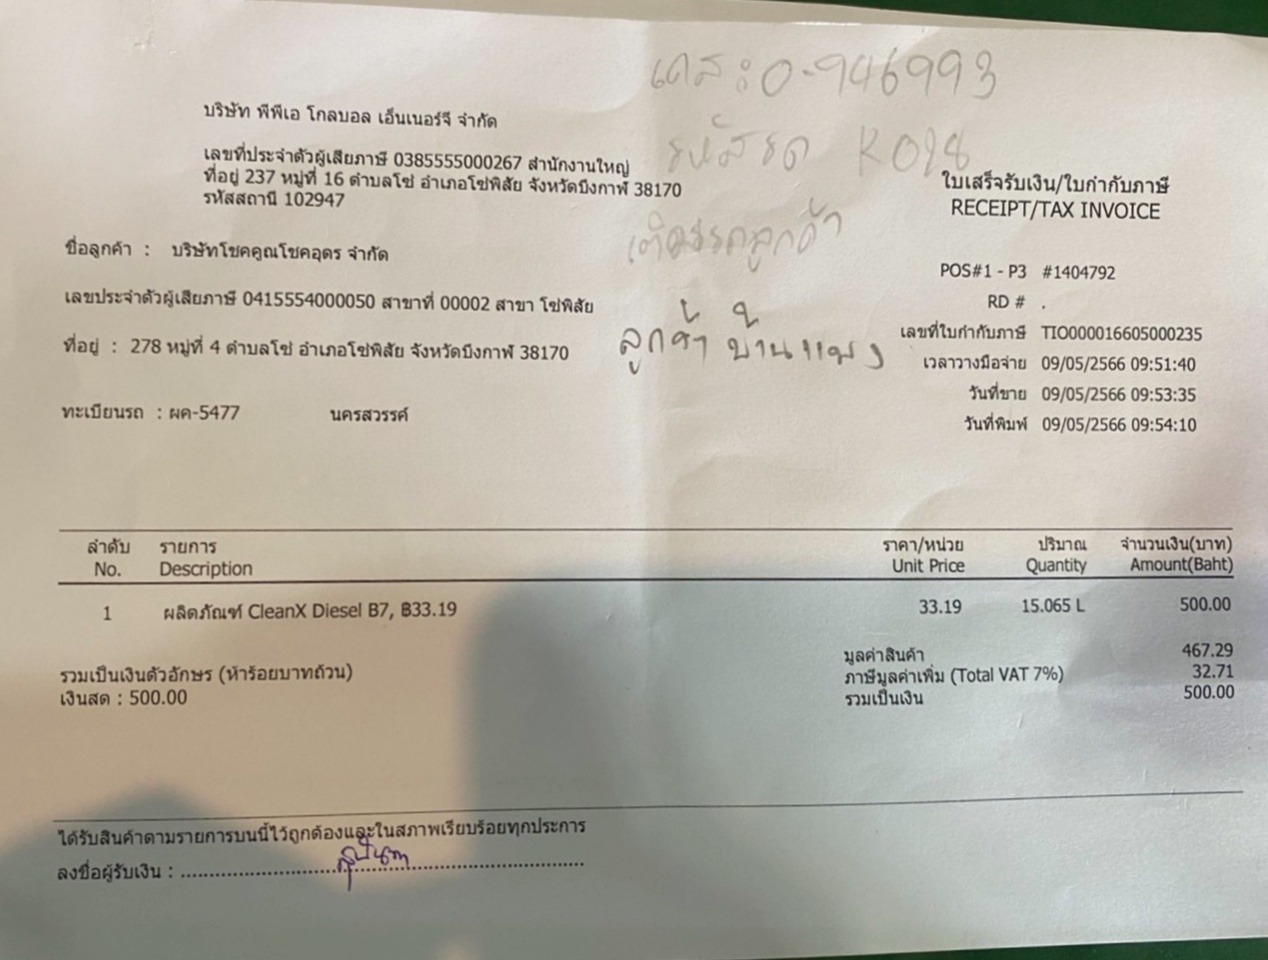 เคส:0-946993
บริษัท พีพีเอ โกลบอล เอ็นเนอร์จี จำกัด
รหัสรถ K028
เลขที่ประจำตัวผู้เสียภาษี 0385555000267 สำนักงานใหญ่
ที่อยู่ 237 หมู่ที่ 16 ตำบลโซ่ อำเภอโซ่พิสัย จังหวัดบึงกาฬ 38170
รหัสสถานี 102947
ใบเสร็จรับเงิน/ใบกำกับภาษี
RECEIPT/TAX INVOICE
ลูกค้า
ชื่อลูกค้า : บริษัทโชคคูณโชคอุดร จำกัด
POS#1 - P3 #1404792
เลขประจำตัวผู้เสียภาษี 0415554000050 สาขาที่ 00002 สาขา โซ่พิสัย
RD # .
เลขที่ใบกำกับภาษี TIO000016605000235
ที่อยู่ : 278 หมู่ที่ 4 ตำบลโซ่ อำเภอโซ่พิสัย จังหวัดบึงกาฬ 38170
ลูกค้า บ้านแพง
เวลาวางมือจ่าย 09/05/2566 09:51:40
วันที่ขาย 09/05/2566 09:53:35
ทะเบียนรถ : ผค-5477 นครสวรรค์
วันที่พิมพ์ 09/05/2566 09:54:10
ลำดับ รายการ ราคา/หน่วย ปริมาณ จำนวนเงิน(บาท)
No. Description Unit Price Quantity Amount(Baht)
1 ผลิตภัณฑ์ CleanX Diesel B7, ฿33.19 33.19 15.065 L 500.00
มูลค่าสินค้า 467.29
รวมเป็นเงินตัวอักษร (ห้าร้อยบาทถ้วน) ภาษีมูลค่าเพิ่ม (Total VAT 7%) 32.71
เงินสด : 500.00 รวมเป็นเงิน 500.00
ได้รับสินค้าตามรายการบนนี้ไว้ถูกต้องและในสภาพเรียบร้อยทุกประการ
ลงชื่อผู้รับเงิน :